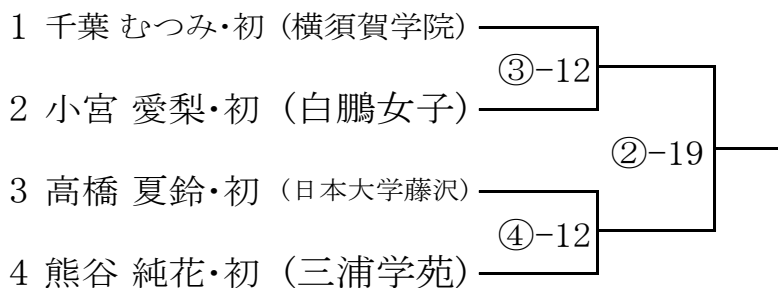 1 千葉 むつみ・初 (横須賀学院)
③-12
2 小宮 愛梨・初 (白鵬女子)
②-19
3 高橋 夏鈴・初 (日本大学藤沢)
④-12
4 熊谷 純花・初 (三浦学苑)